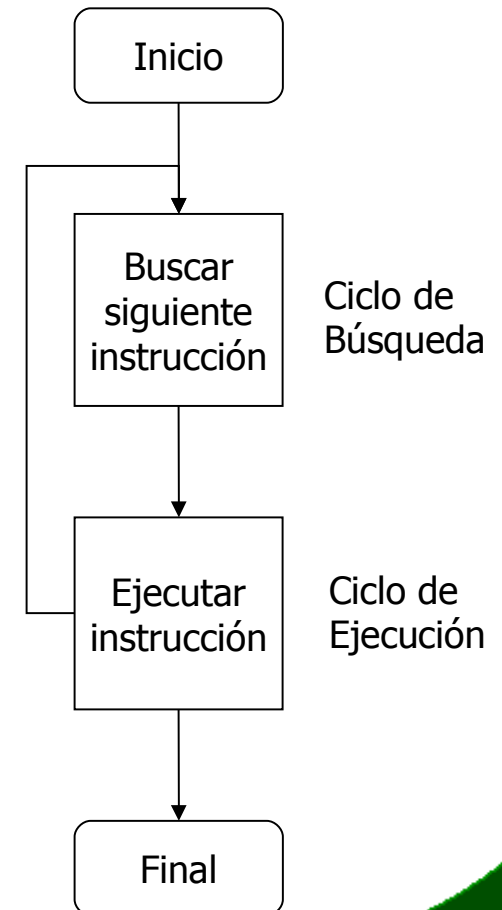 Inicio
Buscar
siguiente
instrucción
Ciclo de
Búsqueda
Ejecutar
instrucción
Ciclo de
Ejecución
Final